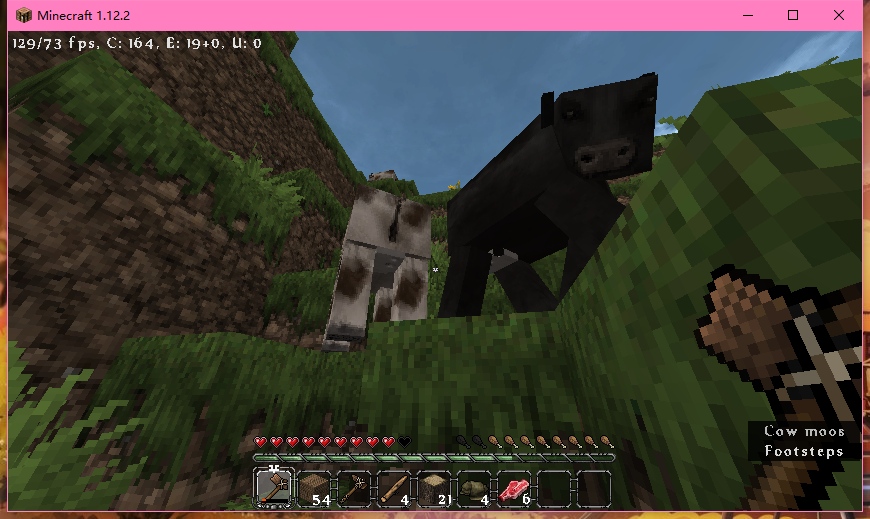 Minecraft 1.12.2
129/73 fps, C: 164, E: 19+0, U: 0
Cow moos
Footsteps
54 4 21 4 6